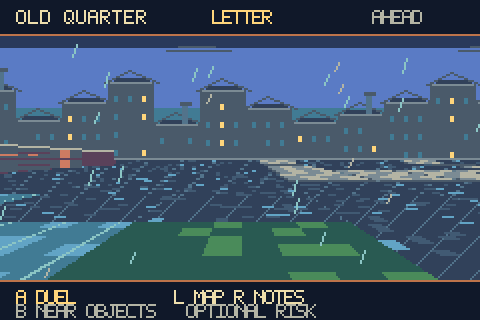 OLD QUARTER LETTER AHEAD
A DUEL L MAP R NOTES
B NEAR OBJECTS OPTIONAL RISK